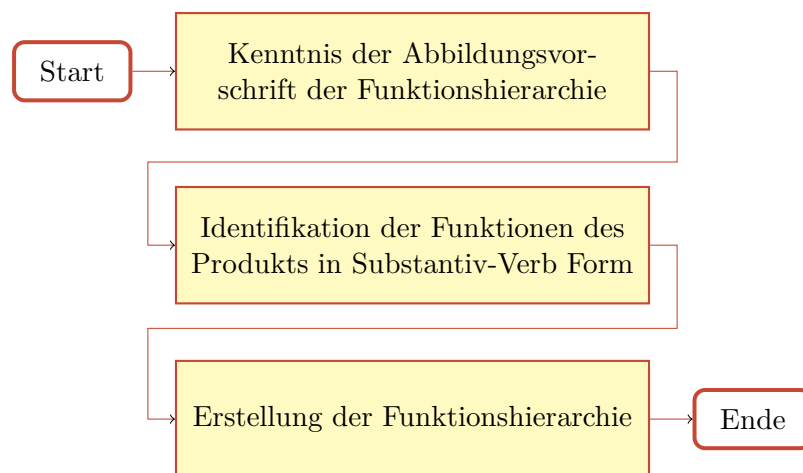 Start
Kenntnis der Abbildungsvor-
schrift der Funktionshierarchie
Identifikation der Funktionen des
Produkts in Substantiv-Verb Form
Erstellung der Funktionshierarchie
Ende